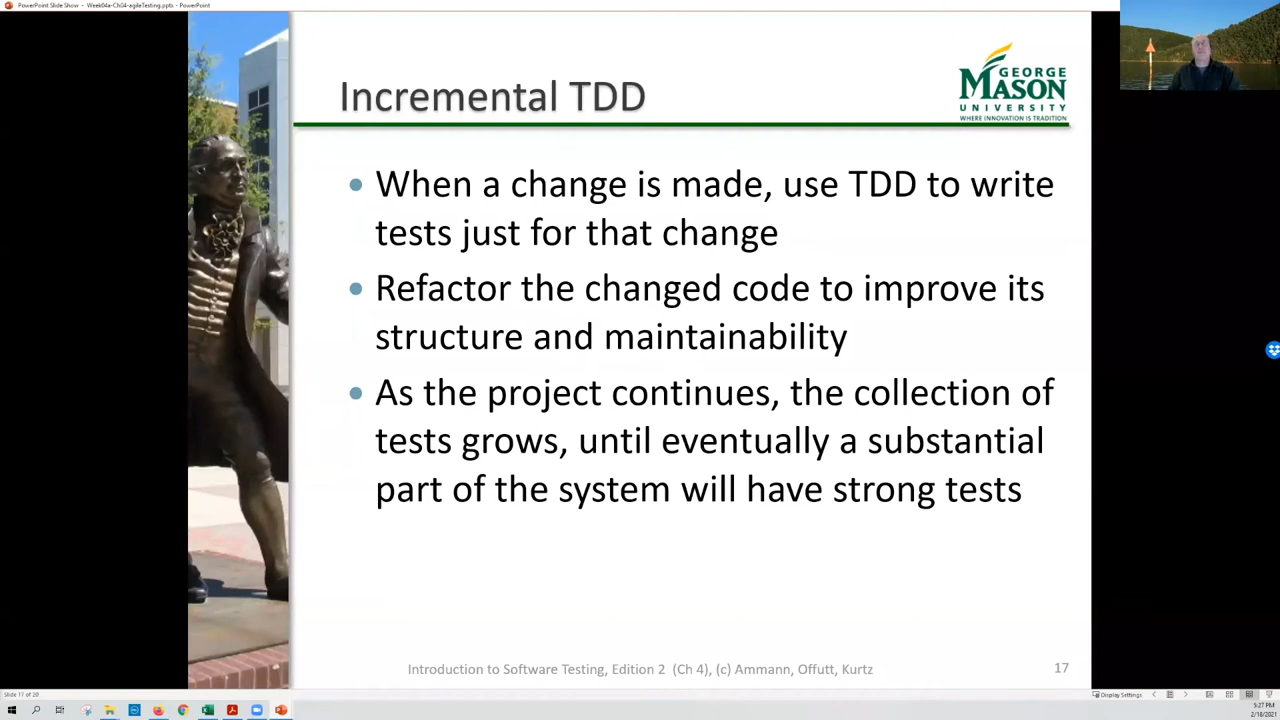 PowerPoint Slide Show - Week04a-Ch04-agileTesting.pptx - PowerPoint
Incremental TDD
GEORGE
MASON
UNIVERSITY
WHERE INNOVATION IS TRADITION
• When a change is made, use TDD to write
tests just for that change
• Refactor the changed code to improve its
structure and maintainability
• As the project continues, the collection of
tests grows, until eventually a substantial
part of the system will have strong tests
Introduction to Software Testing, Edition 2 (Ch 4), (c) Ammann, Offutt, Kurtz
17
Slide 17 of 20
Display Settings
5:27 PM
2/18/2021